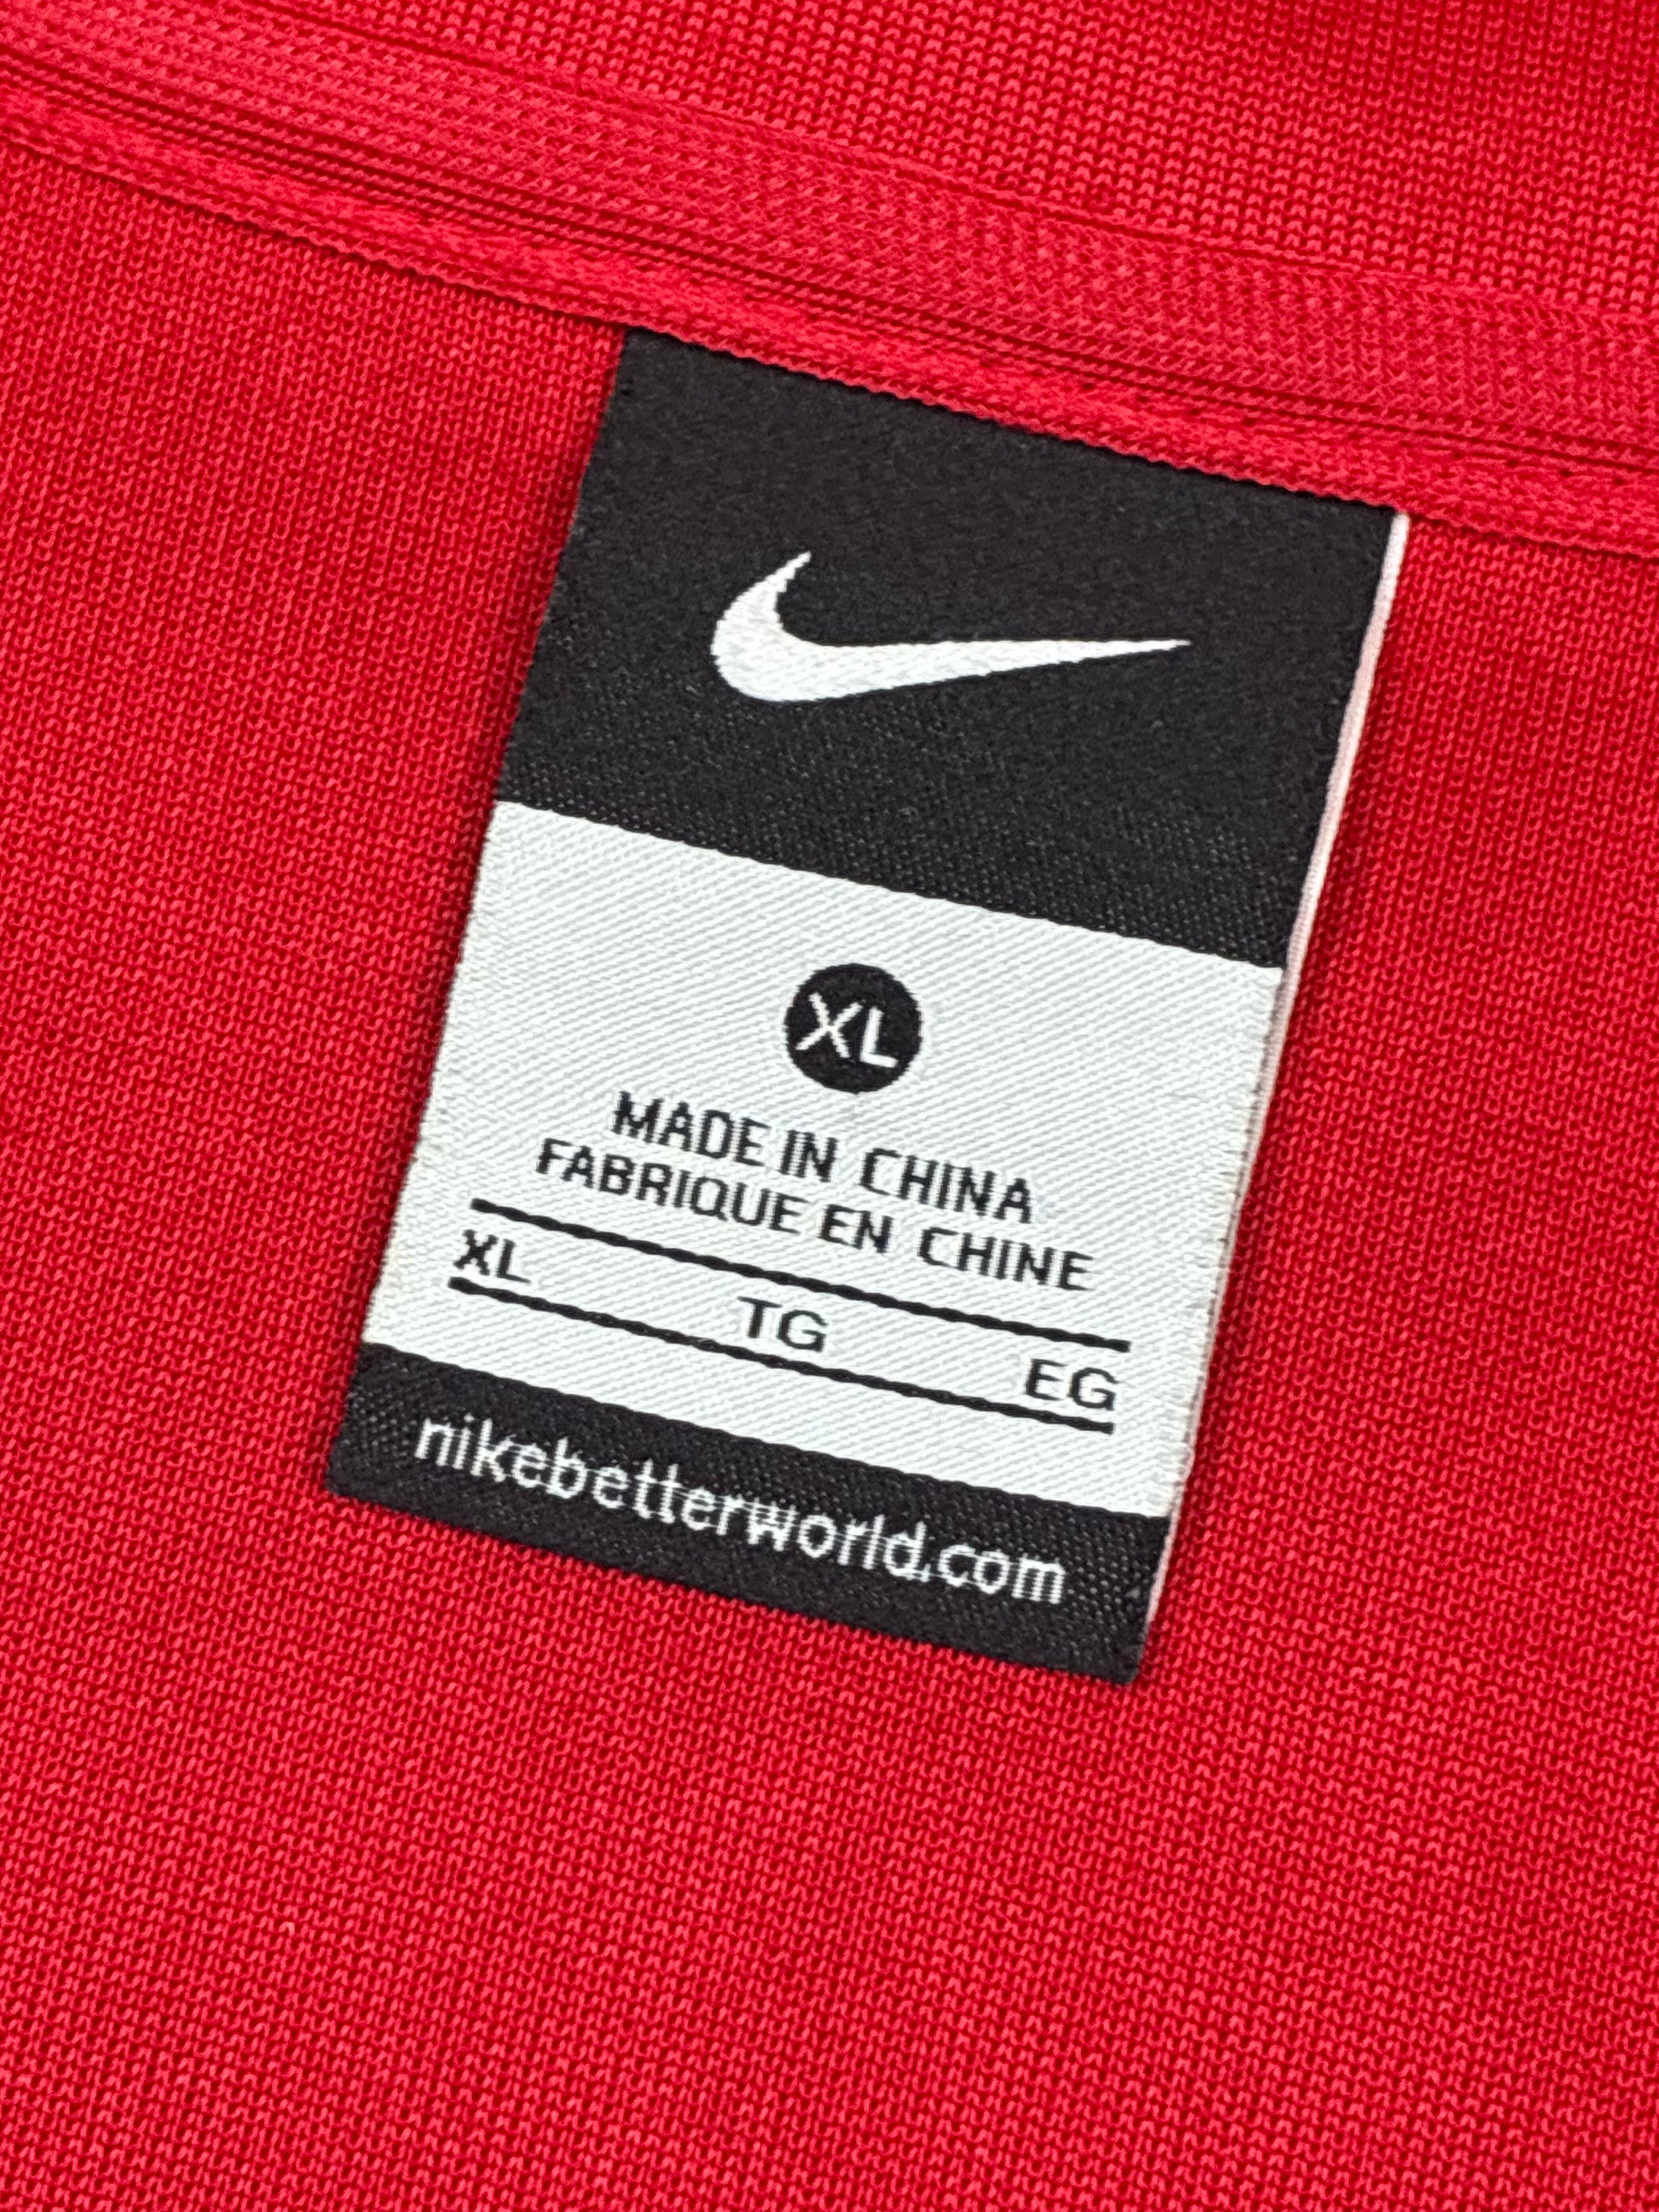 XL
MADE IN CHINA
FABRIQUE EN CHINE
XL TG EG
nikebetterworld.com